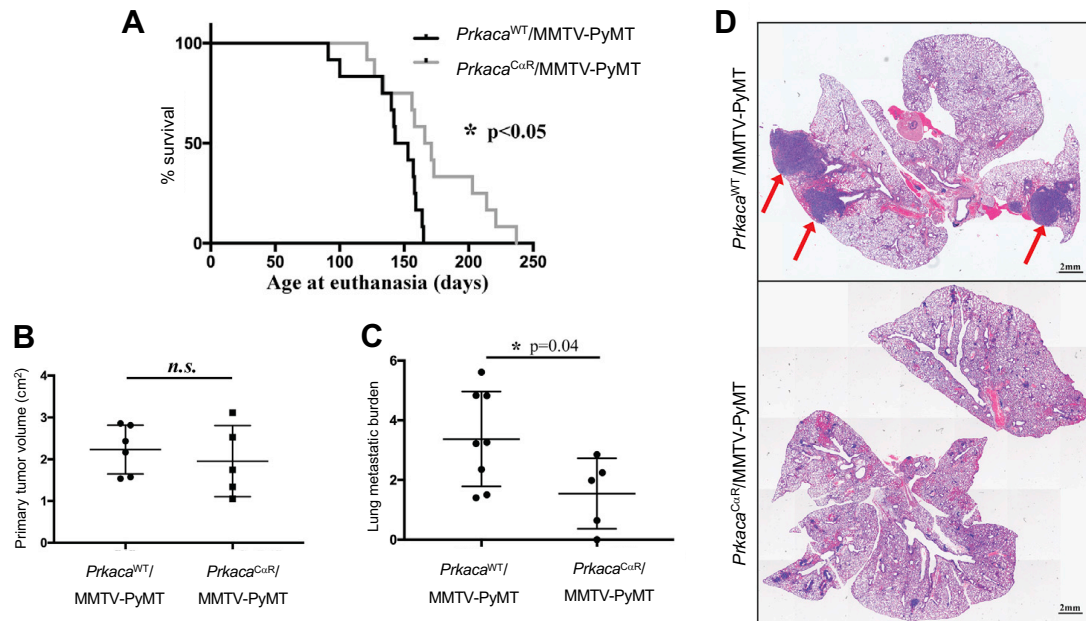 A
PrkacaWT/MMTV-PyMT
PrkacaCαR/MMTV-PyMT
* p<0.05
% survival
100
50
0
0 50 100 150 200 250
Age at euthanasia (days)
B
n.s.
Primary tumor volume (cm2)
4
3
2
1
0
PrkacaWT/ PrkacaCαR/
MMTV-PyMT MMTV-PyMT
C
* p=0.04
Lung metastatic burden
6
4
2
0
PrkacaWT/ PrkacaCαR/
MMTV-PyMT MMTV-PyMT
D
PrkacaWT/MMTV-PyMT
2mm
PrkacaCαR/MMTV-PyMT
2mm